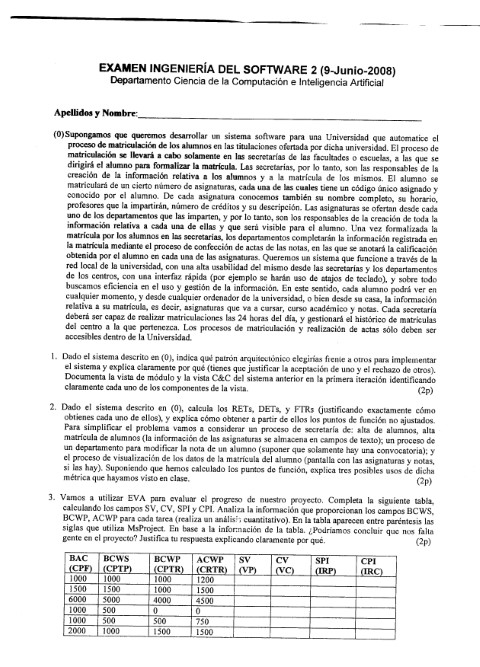 EXAMEN INGENIERÍA DEL SOFTWARE 2 (9-Junio-2008)
Departamento Ciencia de la Computación e Inteligencia Artificial
Apellidos y Nombre:
(0)Supongamos que queremos desarrollar un sistema software para una Universidad que automatice el
proceso de matriculación de los alumnos en las titulaciones ofertada por dicha universidad. El proceso de
matriculación se llevará a cabo solamente en las secretarías de las facultades o escuelas, a las que se
dirigirá el alumno para formalizar la matrícula. Las secretarías, por lo tanto, son las responsables de la
creación de la información relativa a los alumnos y a la matrícula de los mismos. El alumno se
matriculará de un cierto número de asignaturas, cada una de las cuales tiene un código único asignado y
conocido por el alumno. De cada asignatura conocemos también su nombre completo, su horario,
profesores que la impartirán, número de créditos y su descripción. Las asignaturas se ofertan desde cada
uno de los departamentos que las imparten, y por lo tanto, son los responsables de la creación de toda la
información relativa a cada una de ellas y que será visible para el alumno. Una vez formalizada la
matrícula por los alumnos en las secretarías, los departamentos completarán la información registrada en
la matrícula mediante el proceso de confección de actas de las notas, en las que se anotará la calificación
obtenida por el alumno en cada una de las asignaturas. Queremos un sistema que funcione a través de la
red local de la universidad, con una alta usabilidad del mismo desde las secretarías y los departamentos
de los centros, con una interfaz rápida (por ejemplo se harán uso de atajos de teclado), y sobre todo
buscamos eficiencia en el uso y gestión de la información. En este sentido, cada alumno podrá ver en
cualquier momento, y desde cualquier ordenador de la universidad, o bien desde su casa, la información
relativa a su matrícula, es decir, asignaturas que va a cursar, curso académico y notas. Cada secretaría
deberá ser capaz de realizar matriculaciones las 24 horas del día, y gestionará el histórico de matrículas
del centro a la que pertenezca. Los procesos de matriculación y realización de actas sólo deben ser
accesibles dentro de la Universidad.
1. Dado el sistema descrito en (0), indica qué patrón arquitectónico elegirías frente a otros para implementar
el sistema y explica claramente por qué (tienes que justificar la aceptación de uno y el rechazo de otros).
Documenta la vista de módulo y la vista C&C del sistema anterior en la primera iteración identificando
claramente cada uno de los componentes de la vista. (2p)
2. Dado el sistema descrito en (0), calcula los RETs, DETs, y FTRs (justificando exactamente cómo
obtienes cada uno de ellos), y explica cómo obtener a partir de ellos los puntos de función no ajustados.
Para simplificar el problema vamos a considerar un proceso de secretaría de: alta de alumnos, alta
matrícula de alumnos (la información de las asignaturas se almacena en campos de texto); un proceso de
un departamento para modificar la nota de un alumno (suponer que solamente hay una convocatoria); y
el proceso de visualización de los datos de la matrícula del alumno (pantalla con las asignaturas y notas,
si las hay). Suponiendo que hemos calculado los puntos de función, explica tres posibles usos de dicha
métrica que hayamos visto en clase. (2p)
3. Vamos a utilizar EVA para evaluar el progreso de nuestro proyecto. Completa la siguiente tabla,
calculando los campos SV, CV, SPI y CPI. Analiza la información que proporcionan los campos BCWS,
BCWP, ACWP para cada tarea (realiza un análisis cuantitativo). En la tabla aparecen entre paréntesis las
siglas que utiliza MsProject. En base a la información de la tabla. ¿Podríamos concluir que nos falta
gente en el proyecto? Justifica tu respuesta explicando claramente por qué. (2p)
BAC BCWS BCWP ACWP SV CV SPI CPI
(CPF) (CPTP) (CPTR) (CRTR) (VP) (VC) (IRP) (IRC)
1000 1000 1000 1200
1500 1500 1000 1500
6000 5000 4000 4500
1000 500 0 0
1000 500 500 750
2000 1000 1500 1500